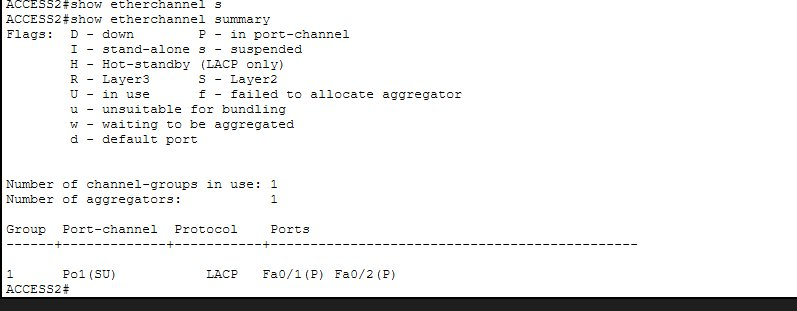 ACCESS2#show etherchannel s
ACCESS2#show etherchannel summary
Flags:  D - down        P - in port-channel
        I - stand-alone s - suspended
        H - Hot-standby (LACP only)
        R - Layer3      S - Layer2
        U - in use      f - failed to allocate aggregator
        u - unsuitable for bundling
        w - waiting to be aggregated
        d - default port
Number of channel-groups in use: 1
Number of aggregators:           1
Group  Port-channel  Protocol    Ports
------+-------------+-----------+----------------------------------------------
1      Po1(SU)           LACP   Fa0/1(P) Fa0/2(P)
ACCESS2#